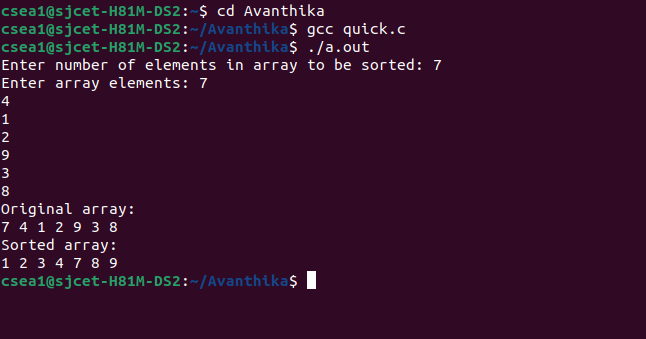 csea1@sjcet-H81M-DS2:~$ cd Avanthika
csea1@sjcet-H81M-DS2:~/Avanthika$ gcc quick.c
csea1@sjcet-H81M-DS2:~/Avanthika$ ./a.out
Enter number of elements in array to be sorted: 7
Enter array elements: 7
4
1
2
9
3
8
Original array:
7 4 1 2 9 3 8
Sorted array:
1 2 3 4 7 8 9
csea1@sjcet-H81M-DS2:~/Avanthika$